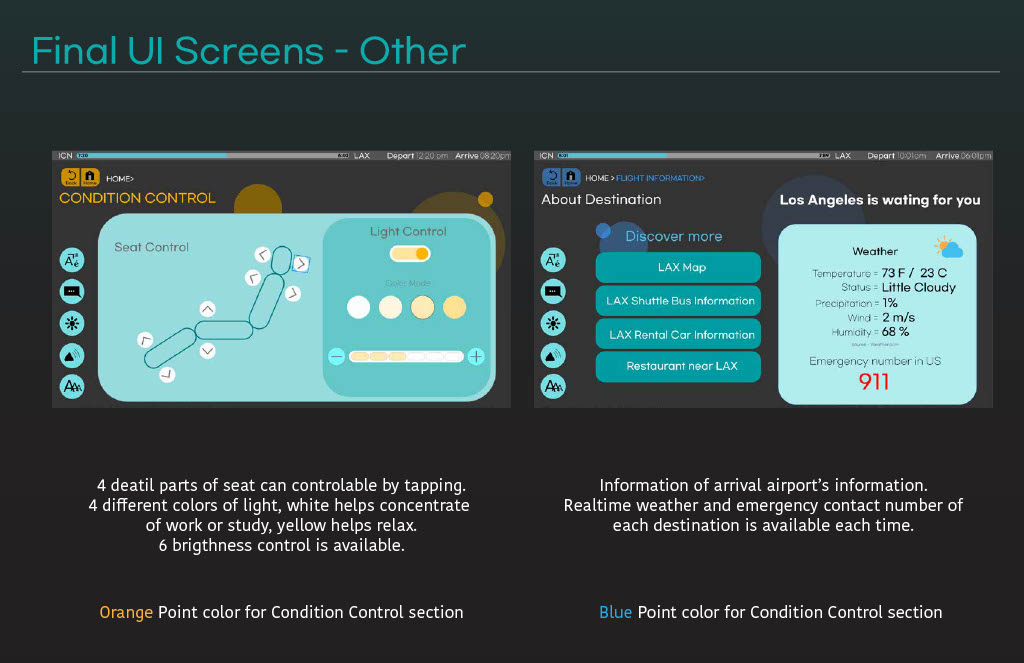 Final UI Screens - Other
ICN
LAX Depart 12:20 pm Arrive 08:20pm
Back Home HOME>
CONDITION CONTROL
Seat Control
Light Control
Color Mode
ICN
LAX Depart 10:01am Arrive 06:01pm
Back Home HOME > FLIGHT INFORMATION>
About Destination
Los Angeles is wating for you
Discover more
LAX Map
LAX Shuttle Bus Information
LAX Rental Car Information
Restaurant near LAX
Weather
Temperature = 73 F / 23 C
Status = Little Cloudy
Precipitation = 1%
Wind = 2 m/s
Humidity = 68 %
Emergency number in US
911
4 deatil parts of seat can controlable by tapping.
4 different colors of light, white helps concentrate
of work or study, yellow helps relax.
6 brigthness control is available.
Orange Point color for Condition Control section
Information of arrival airport's information.
Realtime weather and emergency contact number of
each destination is available each time.
Blue Point color for Condition Control section